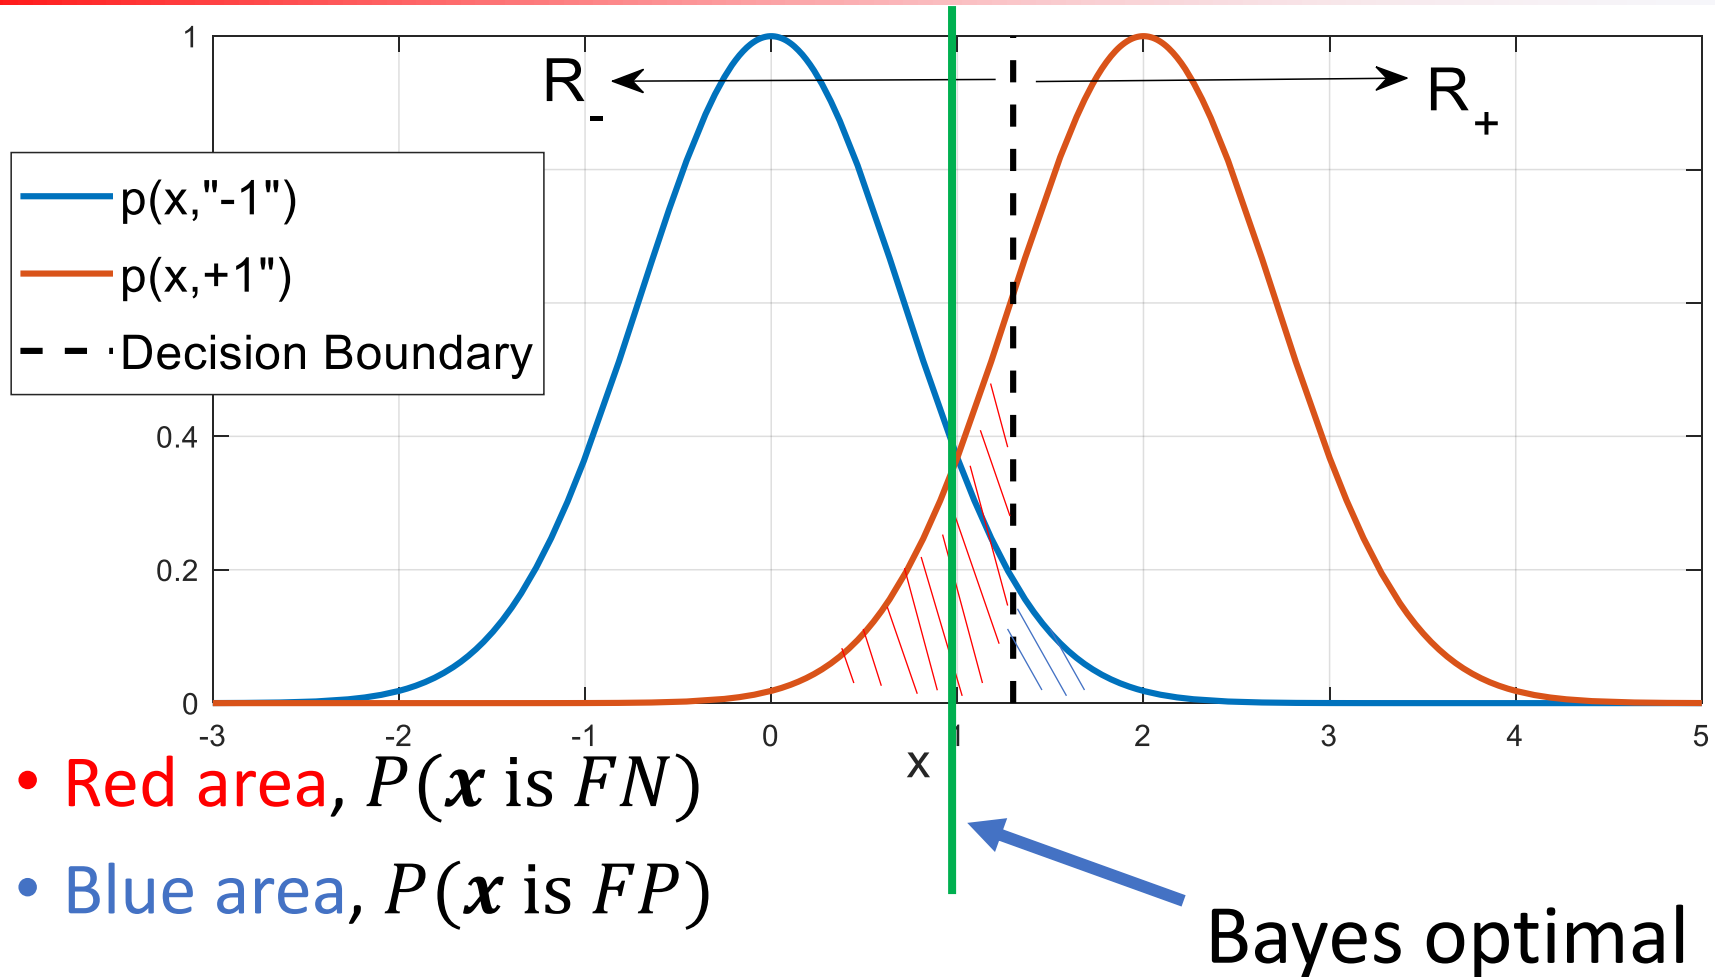 1
R-
R+
p(x,"-1")
p(x,+1")
Decision Boundary
0.4
0.2
0
-3 -2 -1 0 1 2 3 4 5
x
• Red area, P(x is FN)
• Blue area, P(x is FP)
Bayes optimal